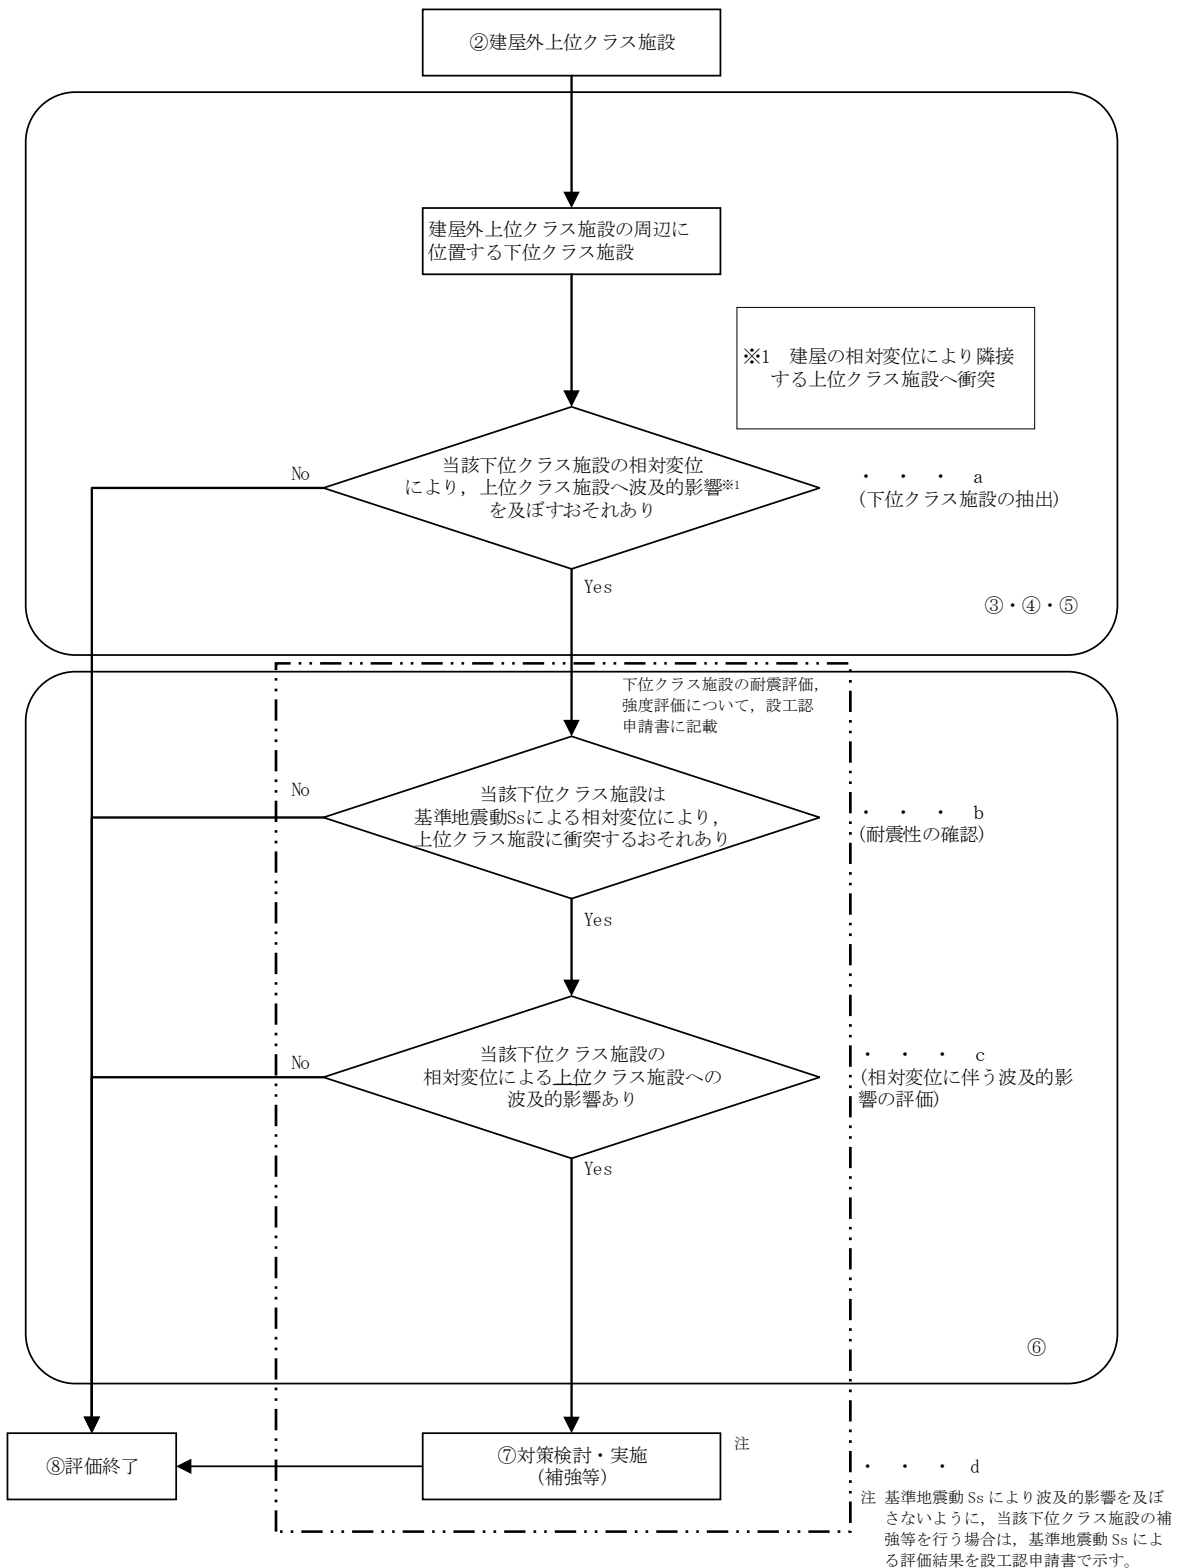 ②建屋外上位クラス施設
建屋外上位クラス施設の周辺に
位置する下位クラス施設
※1 建屋の相対変位により隣接
する上位クラス施設へ衝突
No
当該下位クラス施設の相対変位
により，上位クラス施設へ波及的影響※1
を及ぼすおそれあり
・ ・ ・ a
(下位クラス施設の抽出)
Yes
③・④・⑤
下位クラス施設の耐震評価，
強度評価について，設工認
申請書に記載
No
当該下位クラス施設は
基準地震動Ssによる相対変位により，
上位クラス施設に衝突するおそれあり
・ ・ ・ b
(耐震性の確認)
Yes
No
当該下位クラス施設の
相対変位による上位クラス施設への
波及的影響あり
・ ・ ・ c
(相対変位に伴う波及的影
響の評価)
Yes
⑥
⑧評価終了
⑦対策検討・実施
(補強等)
注
・ ・ ・ d
注 基準地震動 Ss により波及的影響を及ぼ
さないように，当該下位クラス施設の補
強等を行う場合は，基準地震動 Ss によ
る評価結果を設工認申請書で示す。